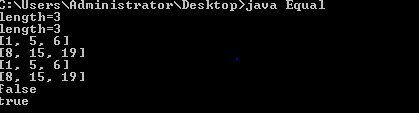 C:\Users\Administrator\Desktop>java Equal
length=3
length=3
[1, 5, 6]
[8, 15, 19]
[1, 5, 6]
[8, 15, 19]
false
true